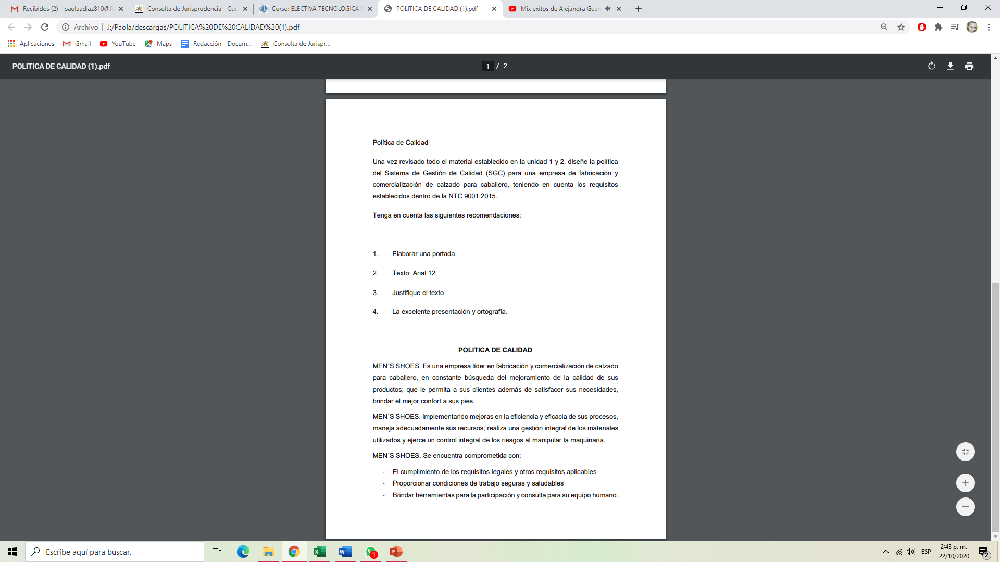 Recibidos (2) - paolaadiaz810@fi
Consulta de Jurisprudencia - Cort
Curso: ELECTIVA TECNOLOGICA I
POLITICA DE CALIDAD (1).pdf
Mix exitos de Alejandra Guzm
Archivo
J:/Paola/descargas/POLITICA%20DE%20CALIDAD%20(1).pdf
Aplicaciones
Gmail
YouTube
Maps
Redacción - Docum...
Consulta de Jurispr...
POLITICA DE CALIDAD (1).pdf
1 / 2
Política de Calidad
Una vez revisado todo el material establecido en la unidad 1 y 2, diseñe la política
del Sistema de Gestión de Calidad (SGC) para una empresa de fabricación y
comercialización de calzado para caballero, teniendo en cuenta los requisitos
establecidos dentro de la NTC 9001:2015.
Tenga en cuenta las siguientes recomendaciones:
1. Elaborar una portada
2. Texto: Arial 12
3. Justifique el texto
4. La excelente presentación y ortografía.
POLITICA DE CALIDAD
MEN´S SHOES. Es una empresa líder en fabricación y comercialización de calzado
para caballero, en constante búsqueda del mejoramiento de la calidad de sus
productos; que le permita a sus clientes además de satisfacer sus necesidades,
brindar el mejor confort a sus pies.
MEN´S SHOES. Implementando mejoras en la eficiencia y eficacia de sus procesos,
maneja adecuadamente sus recursos, realiza una gestión integral de los materiales
utilizados y ejerce un control integral de los riesgos al manipular la maquinaria.
MEN´S SHOES. Se encuentra comprometida con:
- El cumplimiento de los requisitos legales y otros requisitos aplicables
- Proporcionar condiciones de trabajo seguras y saludables
- Brindar herramientas para la participación y consulta para su equipo humano.
Escribe aquí para buscar.
1
ESP
2:43 p. m.
22/10/2020
2